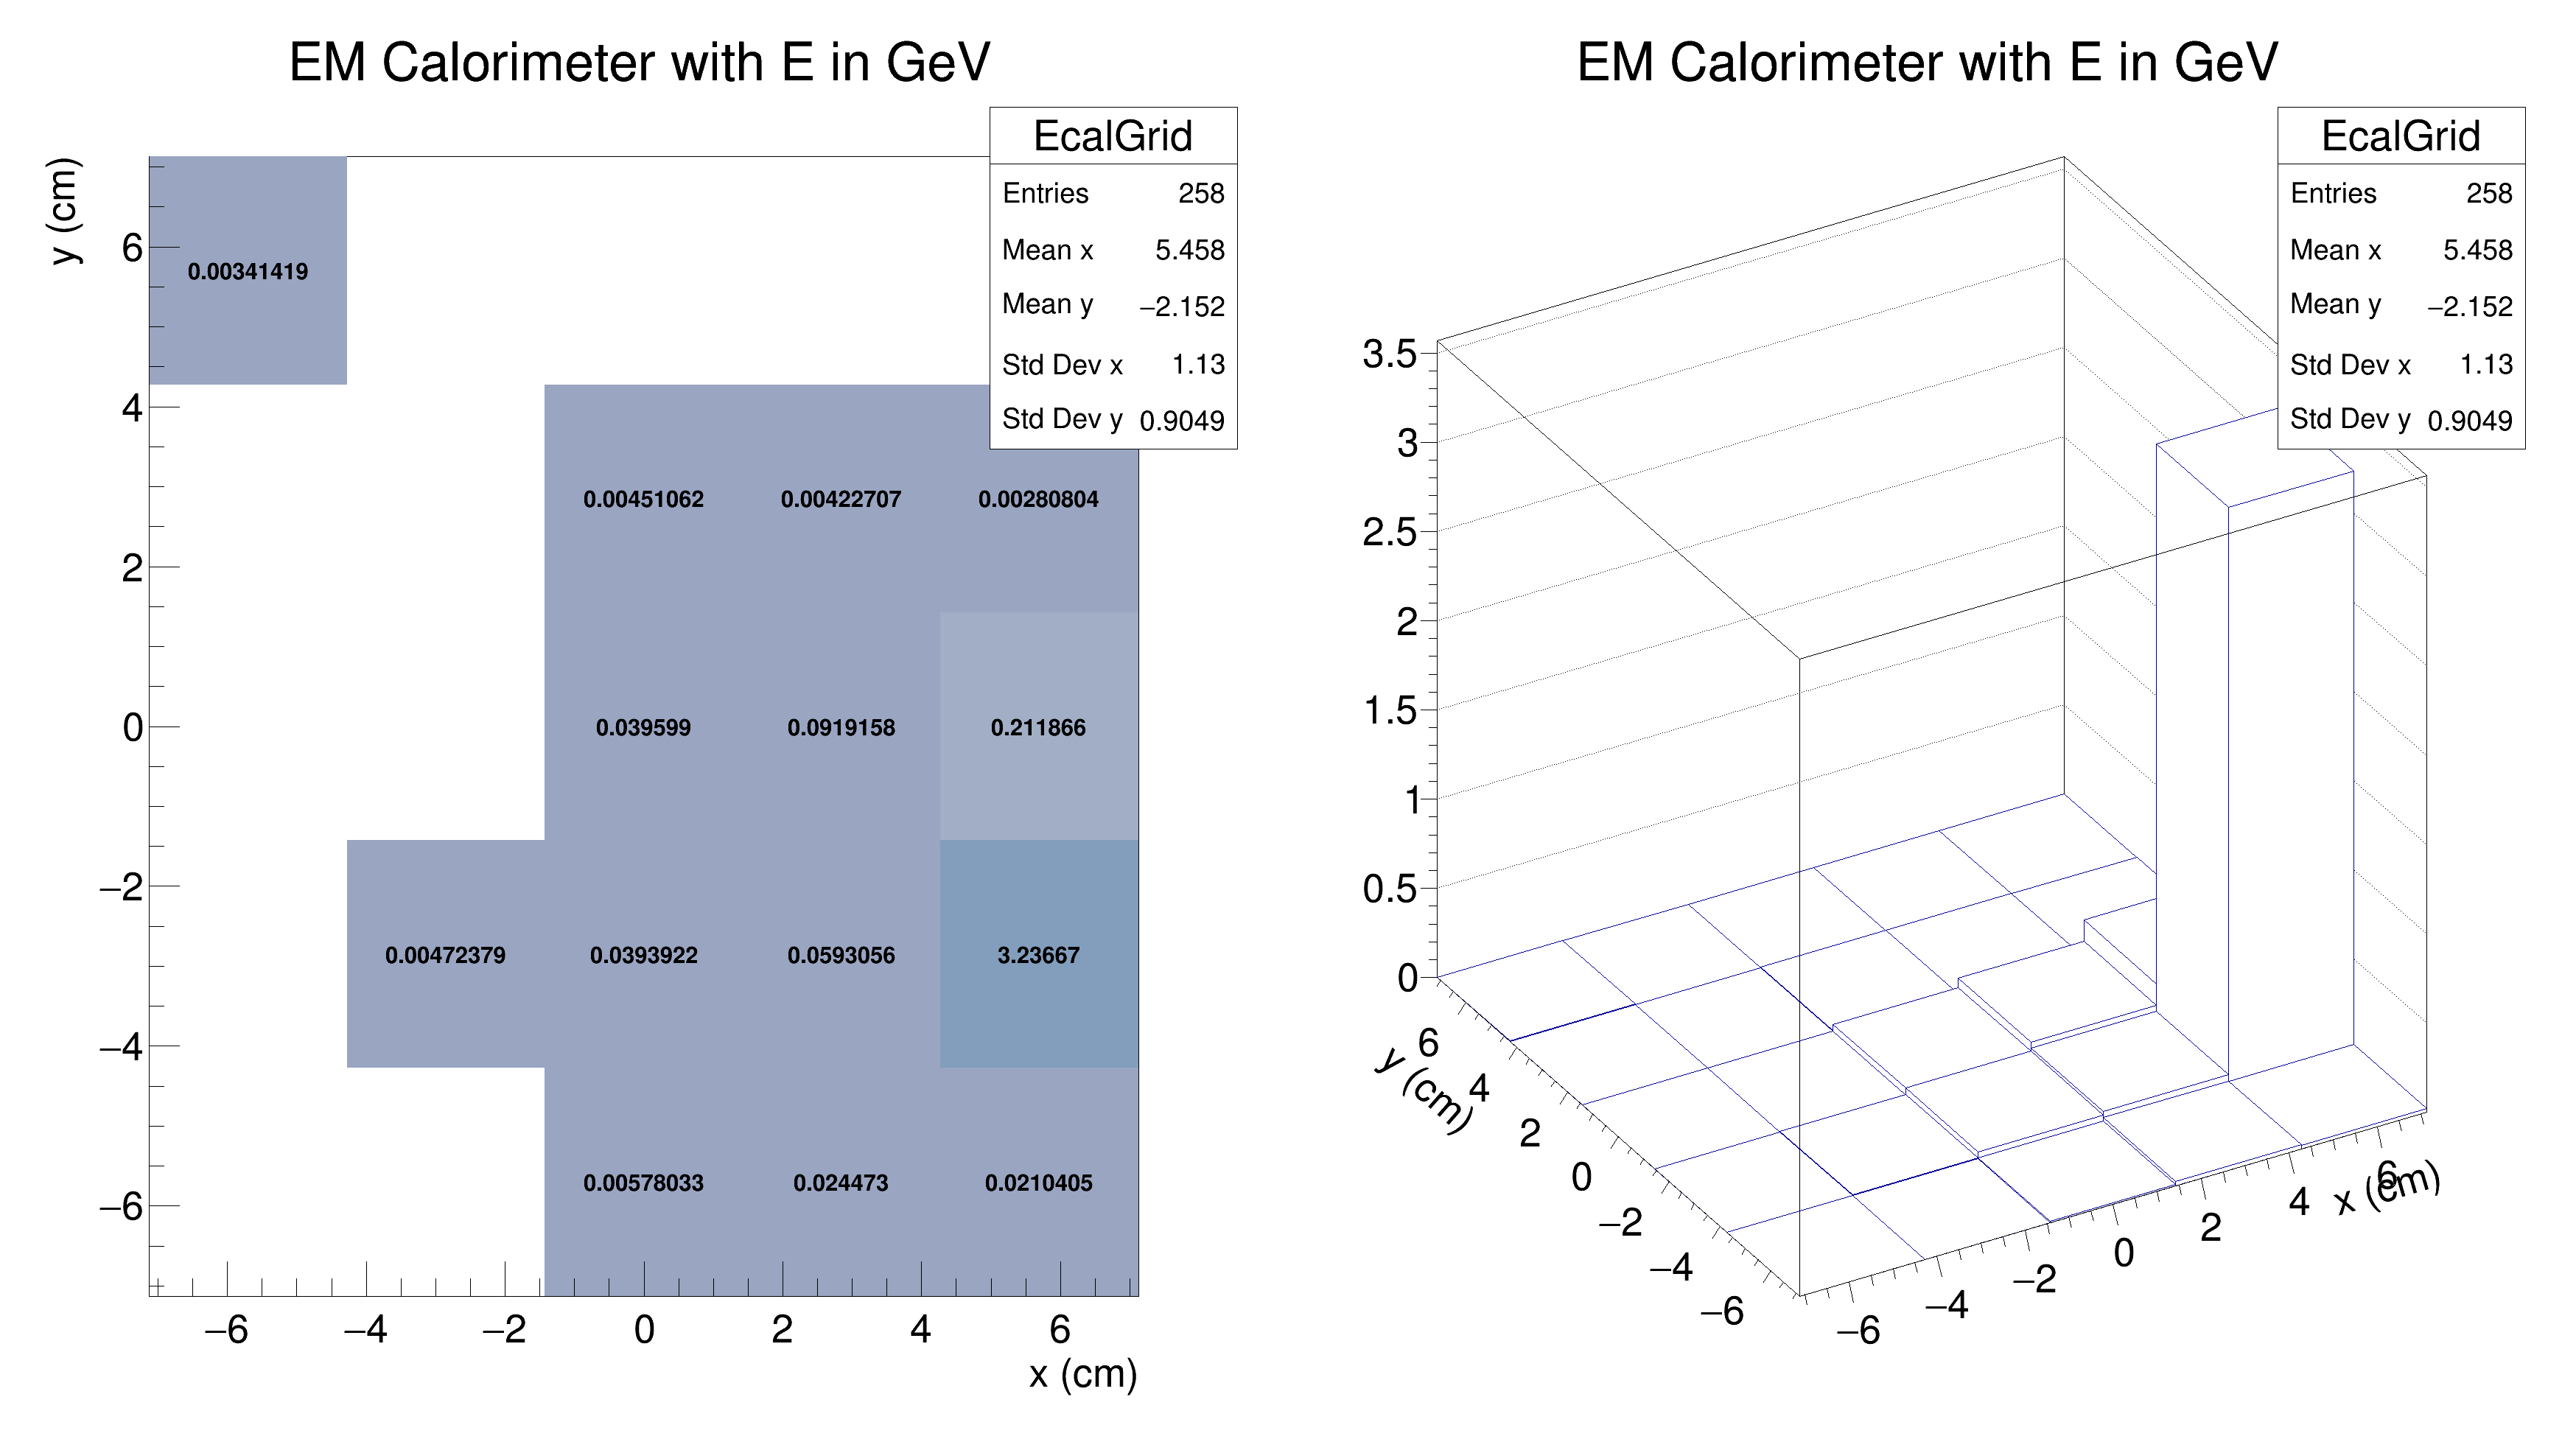 EM Calorimeter with E in GeV
EcalGrid
Entries 258
Mean x 5.458
Mean y −2.152
Std Dev x 1.13
Std Dev y 0.9049
y (cm)
6
4
2
0
−2
−4
−6
0.00341419
0.00451062 0.00422707 0.00280804
0.039599 0.0919158 0.211866
0.00472379 0.0393922 0.0593056 3.23667
0.00578033 0.024473 0.0210405
−6 −4 −2 0 2 4 6
x (cm)
EM Calorimeter with E in GeV
EcalGrid
Entries 258
Mean x 5.458
Mean y −2.152
Std Dev x 1.13
Std Dev y 0.9049
3.5
3
2.5
2
1.5
1
0.5
0
6
4
2
0
−2
−4
−6
y (cm)
−6
−4
−2
0
2
4
6
x (cm)